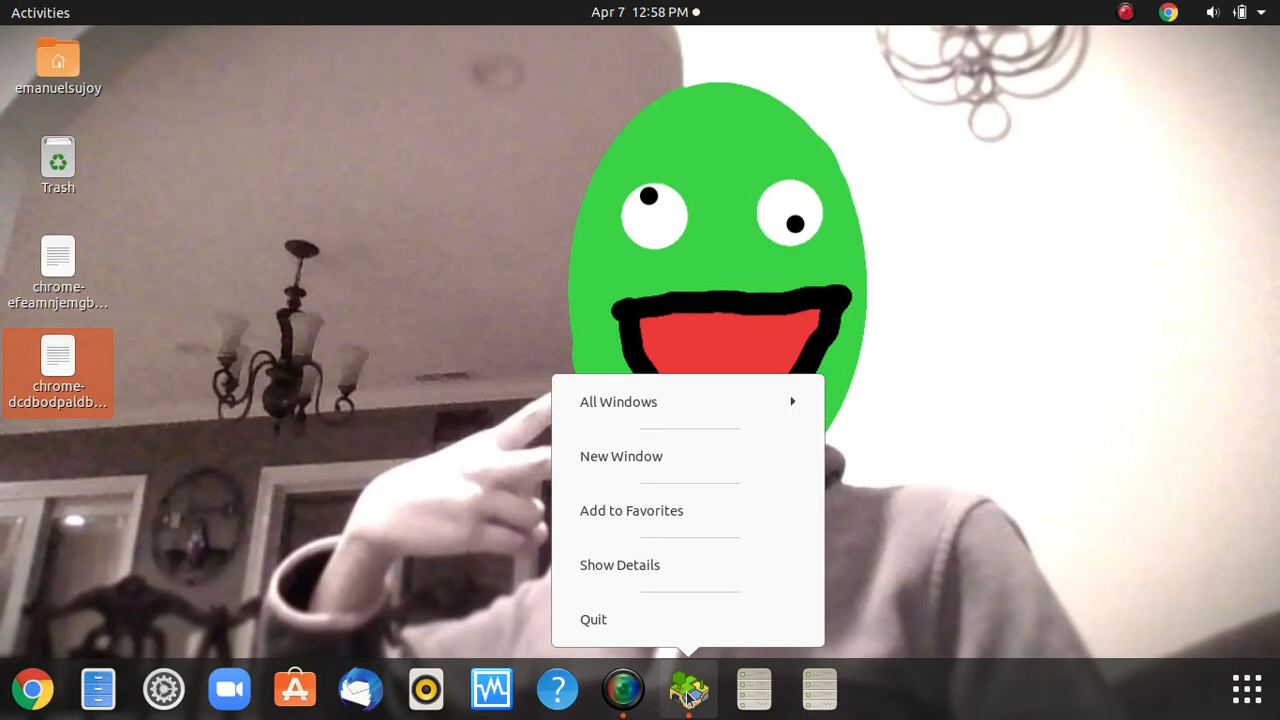 Activities
Apr 7 12:58 PM
emanuelsujoy
Trash
chrome-
efeamnjemgb...
chrome-
dcdbodpaldb...
All Windows
New Window
Add to Favorites
Show Details
Quit